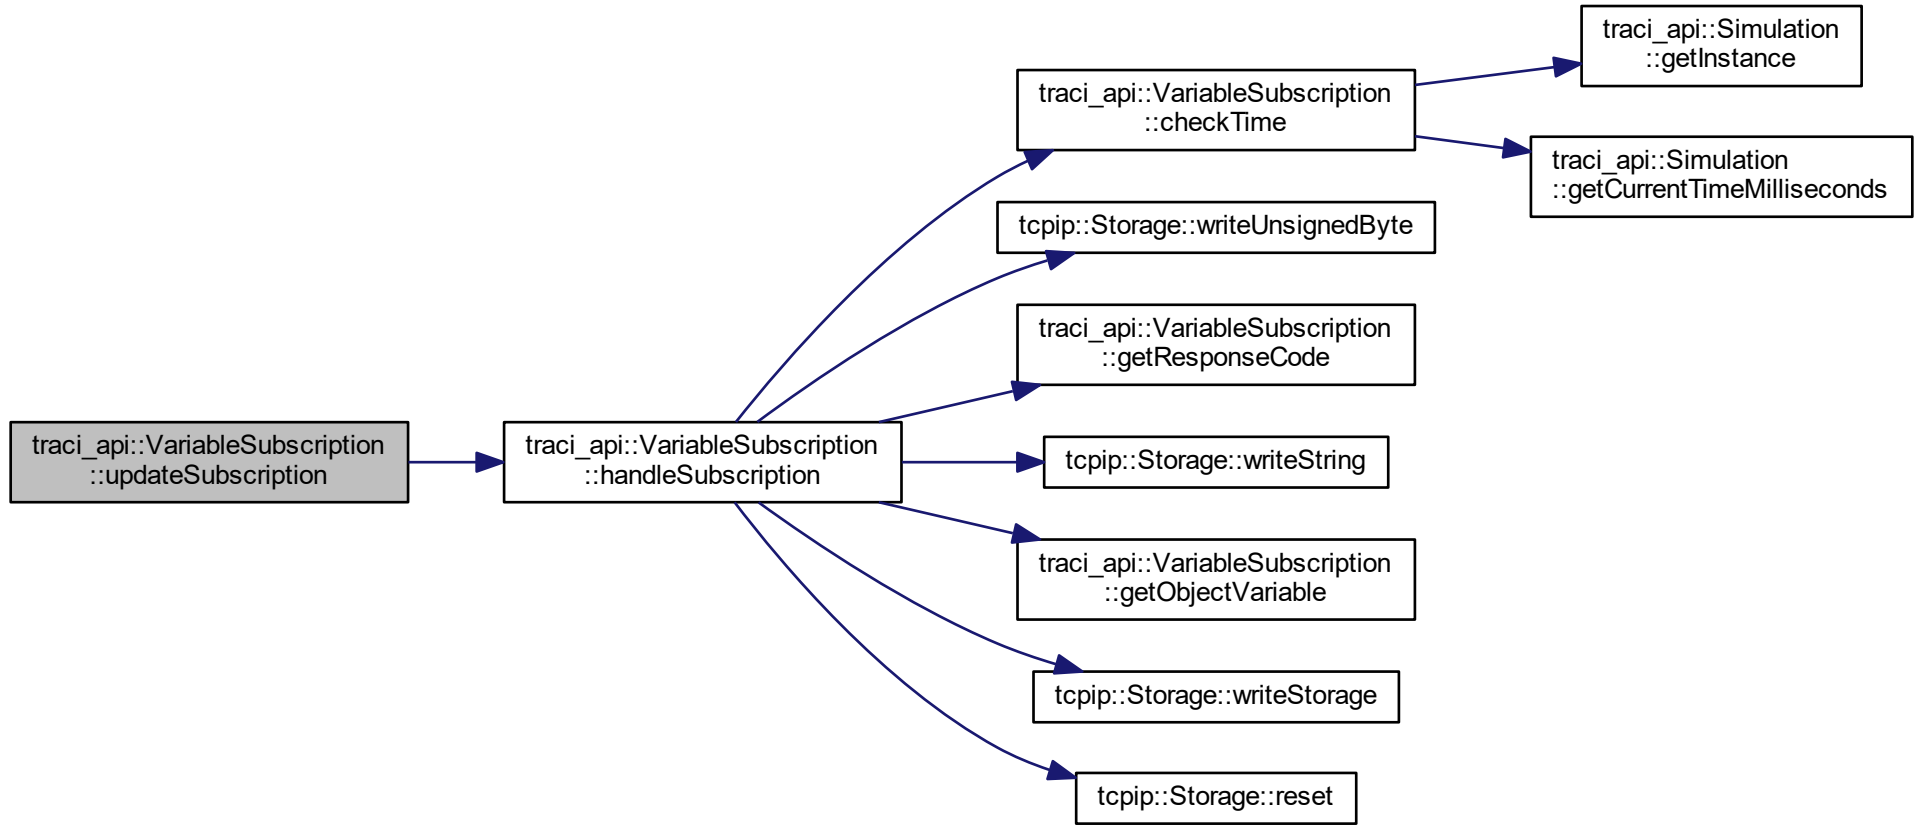 traci_api::VariableSubscription
::updateSubscription
traci_api::VariableSubscription
::handleSubscription
traci_api::VariableSubscription
::checkTime
traci_api::Simulation
::getInstance
traci_api::Simulation
::getCurrentTimeMilliseconds
tcpip::Storage::writeUnsignedByte
traci_api::VariableSubscription
::getResponseCode
tcpip::Storage::writeString
traci_api::VariableSubscription
::getObjectVariable
tcpip::Storage::writeStorage
tcpip::Storage::reset